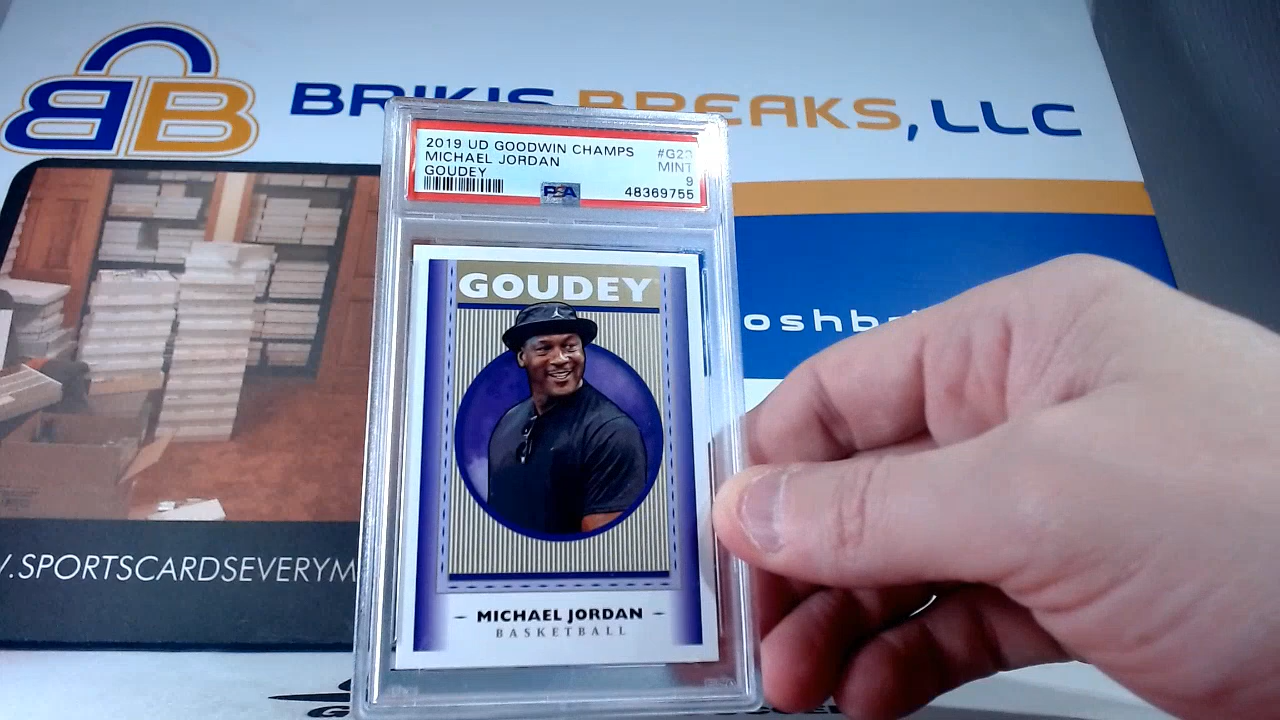 BB
BRIKIS BREAKS, LLC
2019 UD GOODWIN CHAMPS
MICHAEL JORDAN
GOUDEY
MINT
9
PSA
48369755
GOUDEY
MICHAEL JORDAN
BASKETBALL
.SPORTSCARDSEVERYM
oshb